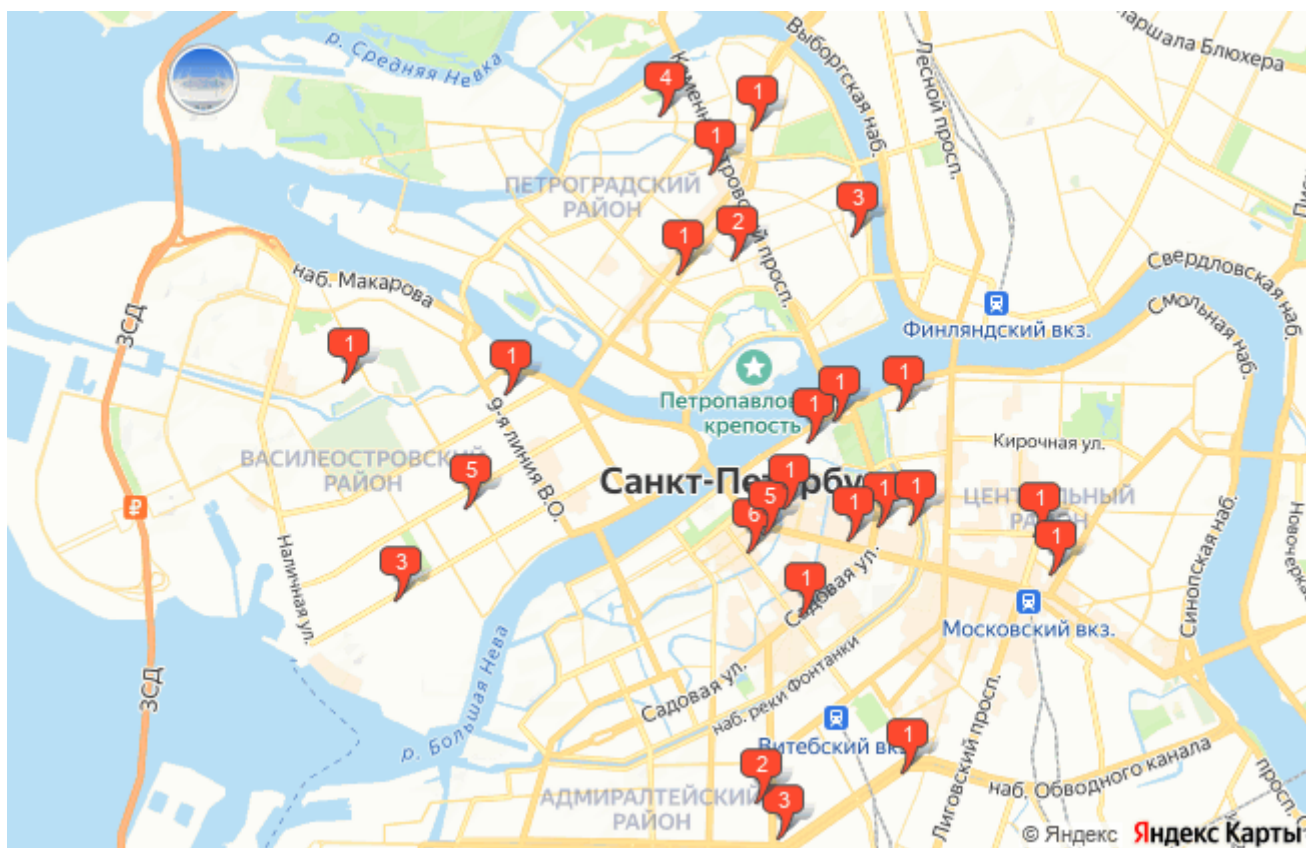 Маршала Блюхера
р. Средняя Невка
Выборгская наб.
Лесной просп.
4
1
1
ПЕТРОГРАДСКИЙ
РАЙОН
3
2
1
наб. Макарова
Свердловская наб.
Смольная наб.
Финляндский вкз.
ЗСД
1
1
1
1
1
Петропавловская
крепость
9-я линия В.О.
Кирочная ул.
ВАСИЛЕОСТРОВСКИЙ
РАЙОН
5
Санкт-Петербург
1
5
6
1
1
1
ЦЕНТРАЛЬНЫЙ
РАЙОН
1
1
₽
Наличная ул.
3
1
Садовая ул.
Синопская наб.
Московский вкз.
ЗСД
р. Большая Нева
Садовая ул.
наб. реки Фонтанки
Лиговский просп.
Витебский вкз.
1
наб. Обводного канала
2
3
АДМИРАЛТЕЙСКИЙ
РАЙОН
© Яндекс Яндекс Карты